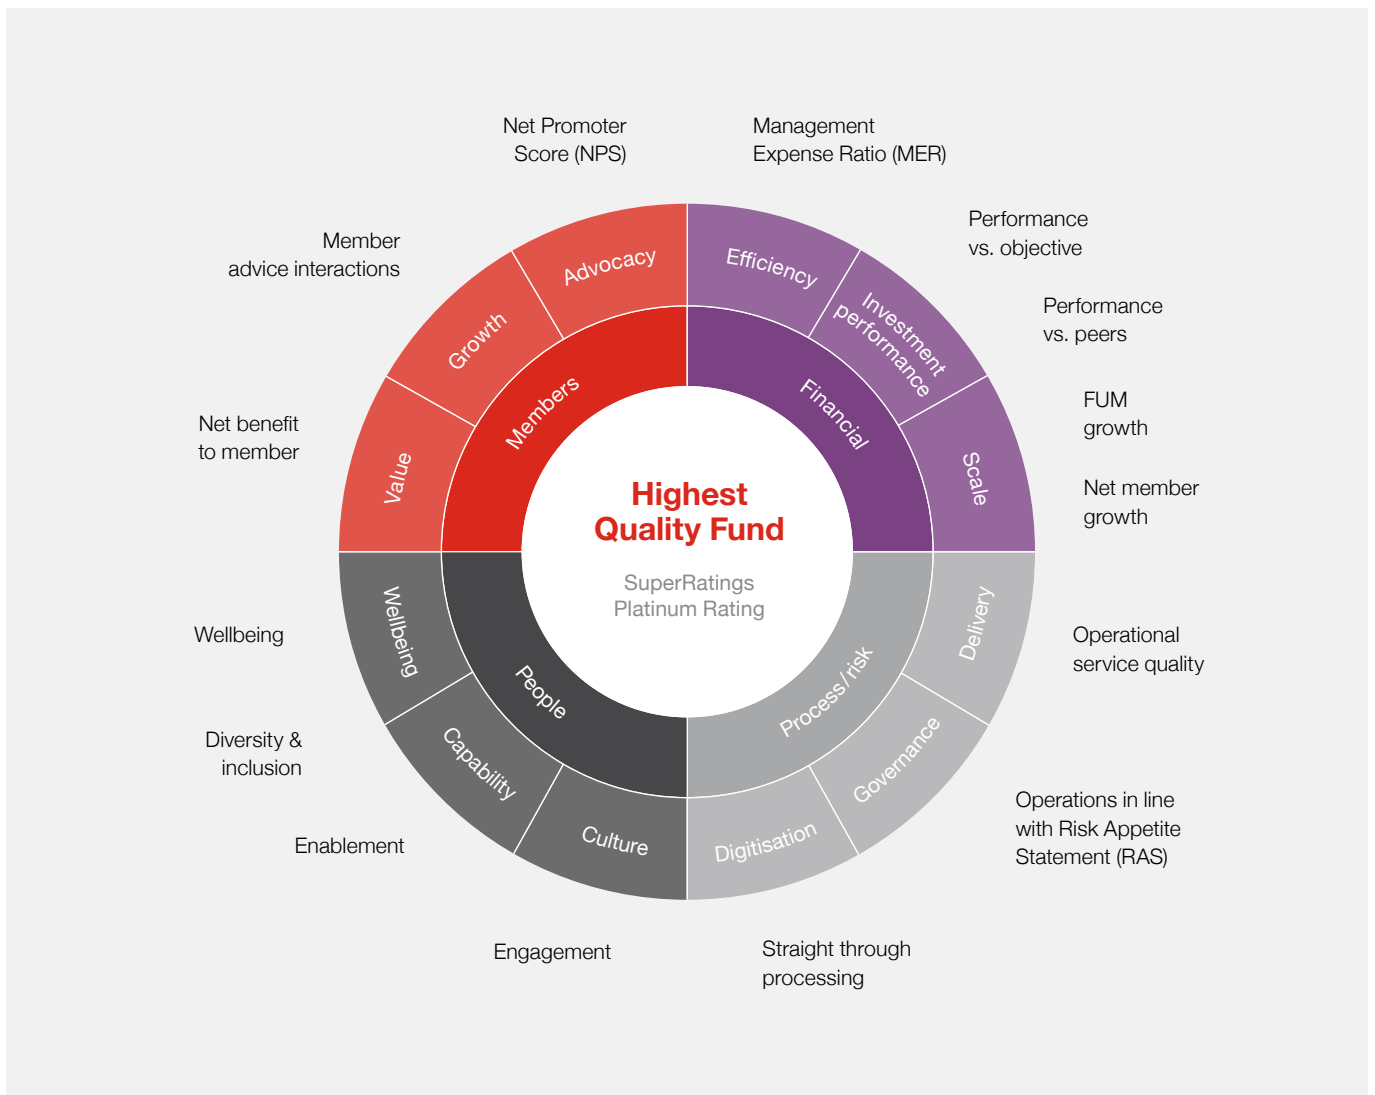 Net Promoter
Score (NPS)
Management
Expense Ratio (MER)
Performance
vs. objective
Member
advice interactions
Performance
vs. peers
Advocacy
Efficiency
Growth
Investment
performance
Members
Financial
FUM
growth
Net benefit
to member
Value
Scale
Net member
growth
Highest
Quality Fund
SuperRatings
Platinum Rating
Wellbeing
Wellbeing
Delivery
Operational
service quality
People
Process/risk
Diversity &
inclusion
Capability
Governance
Enablement
Culture
Digitisation
Operations in line
with Risk Appetite
Statement (RAS)
Engagement
Straight through
processing